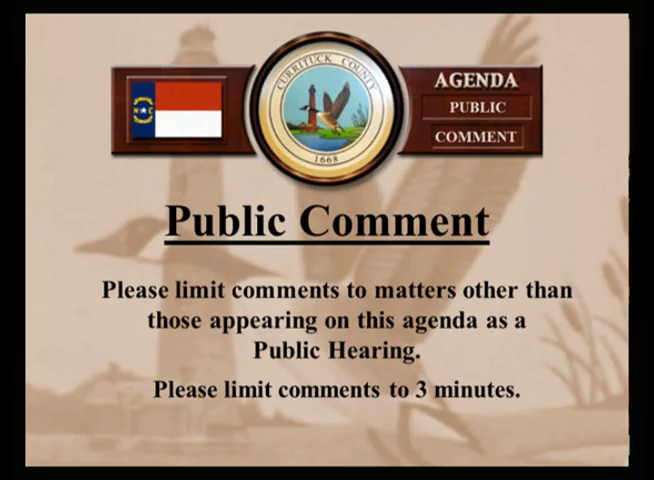 CURRITUCK COUNTY
1668
N C
AGENDA
PUBLIC
COMMENT
Public Comment
Please limit comments to matters other than
those appearing on this agenda as a
Public Hearing.
Please limit comments to 3 minutes.